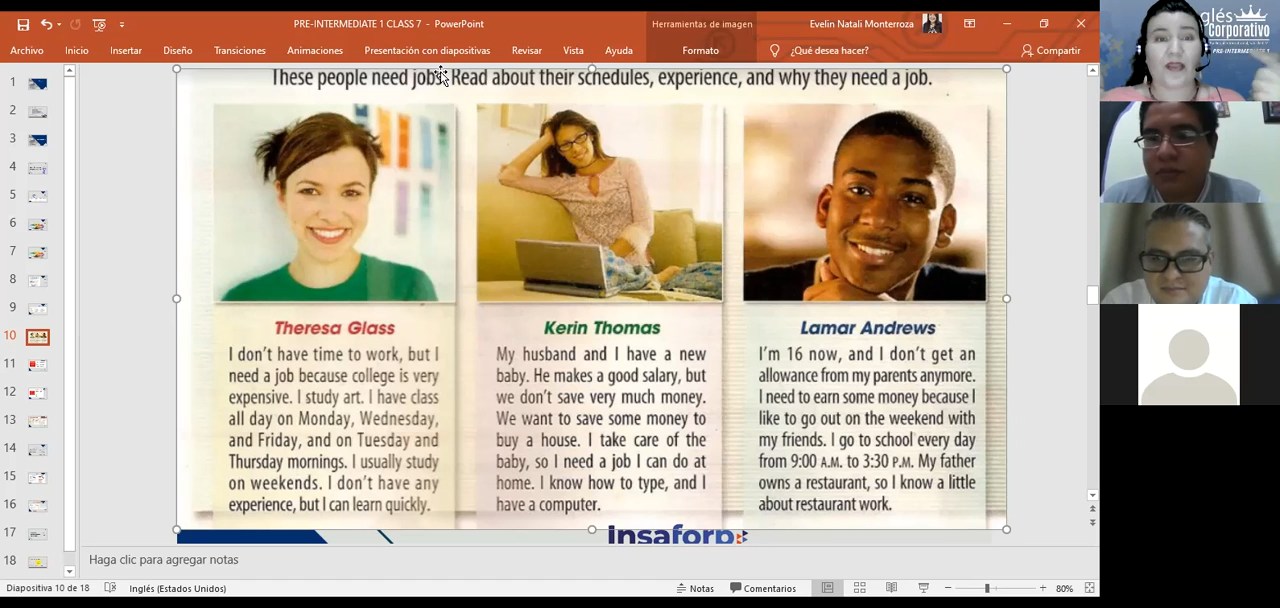 PRE-INTERMEDIATE 1 CLASS 7 - PowerPoint
Herramientas de imagen
Evelin Natali Monterroza
Archivo
Inicio
Insertar
Diseño
Transiciones
Animaciones
Presentación con diapositivas
Revisar
Vista
Ayuda
Formato
¿Qué desea hacer?
Compartir
1
2
3
4
5
6
7
8
9
10
11
12
13
14
15
16
17
18
These people need jobs. Read about their schedules, experience, and why they need a job.
Theresa Glass
I don't have time to work, but I
need a job because college is very
expensive. I study art. I have class
all day on Monday, Wednesday,
and Friday, and on Tuesday and
Thursday mornings. I usually study
on weekends. I don't have any
experience, but I can learn quickly.
Kerin Thomas
My husband and I have a new
baby. He makes a good salary, but
we don't save very much money.
We want to save some money to
buy a house. I take care of the
baby, so I need a job I can do at
home. I know how to type, and I
have a computer.
Lamar Andrews
I'm 16 now, and I don't get an
allowance from my parents anymore.
I need to earn some money because I
like to go out on the weekend with
my friends. I go to school every day
from 9:00 A.M. to 3:30 P.M. My father
owns a restaurant, so I know a little
about restaurant work.
Insaforp
Haga clic para agregar notas
Diapositiva 10 de 18
Inglés (Estados Unidos)
Notas
Comentarios
80%
glés
Corporativo
PRE-INTERMEDIATE 1